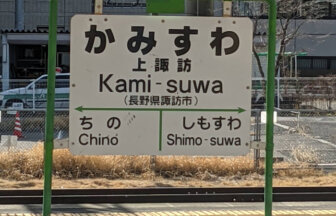 かみすわ
上諏訪
Kami-suwa
（長野県諏訪市）
ちの しもすわ
Chino Shimo-suwa